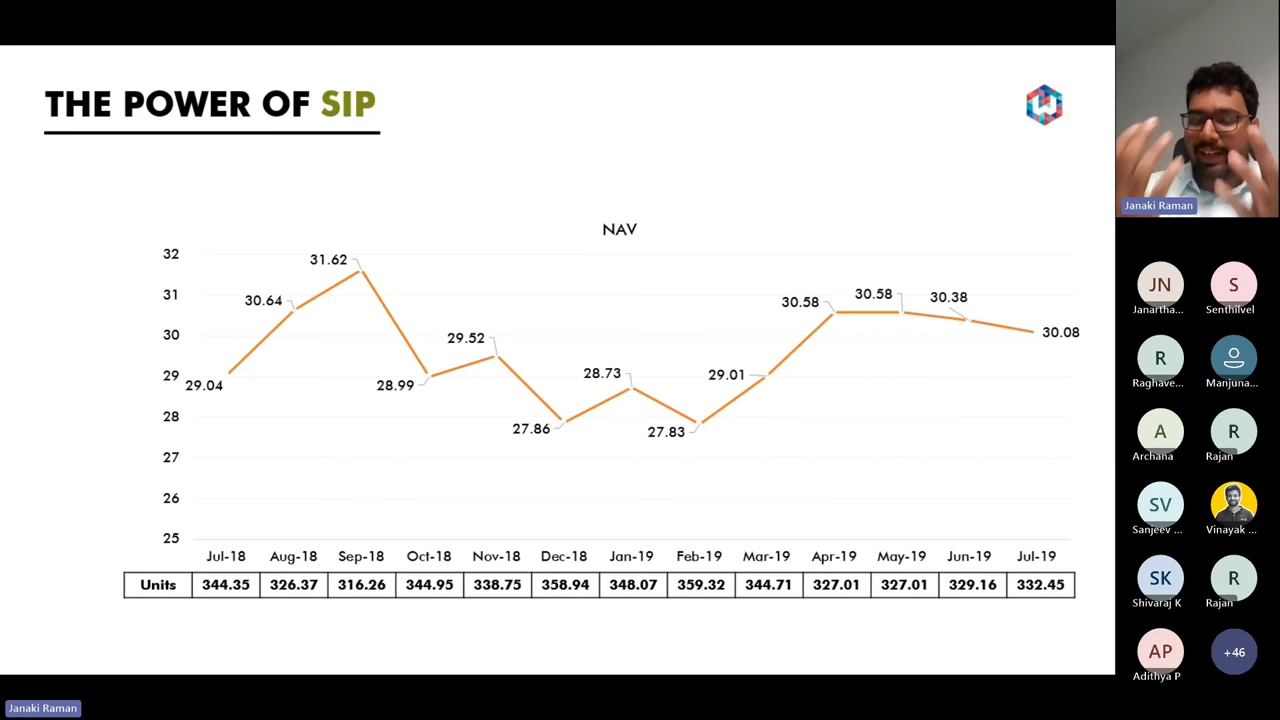 THE POWER OF SIP
NAV
32
31
30
29
28
27
26
25
29.04
30.64
31.62
28.99
29.52
27.86
28.73
27.83
29.01
30.58
30.58
30.38
30.08
Jul-18 Aug-18 Sep-18 Oct-18 Nov-18 Dec-18 Jan-19 Feb-19 Mar-19 Apr-19 May-19 Jun-19 Jul-19
Units 344.35 326.37 316.26 344.95 338.75 358.94 348.07 359.32 344.71 327.01 327.01 329.16 332.45
Janaki Raman
JN
Janartha...
S
Senthilvel
R
Raghave...
Manjuna...
A
Archana
R
Rajan
SV
Sanjeev ...
Vinayak ...
SK
Shivaraj K
R
Rajan
AP
Adithya P
+46
Janaki Raman